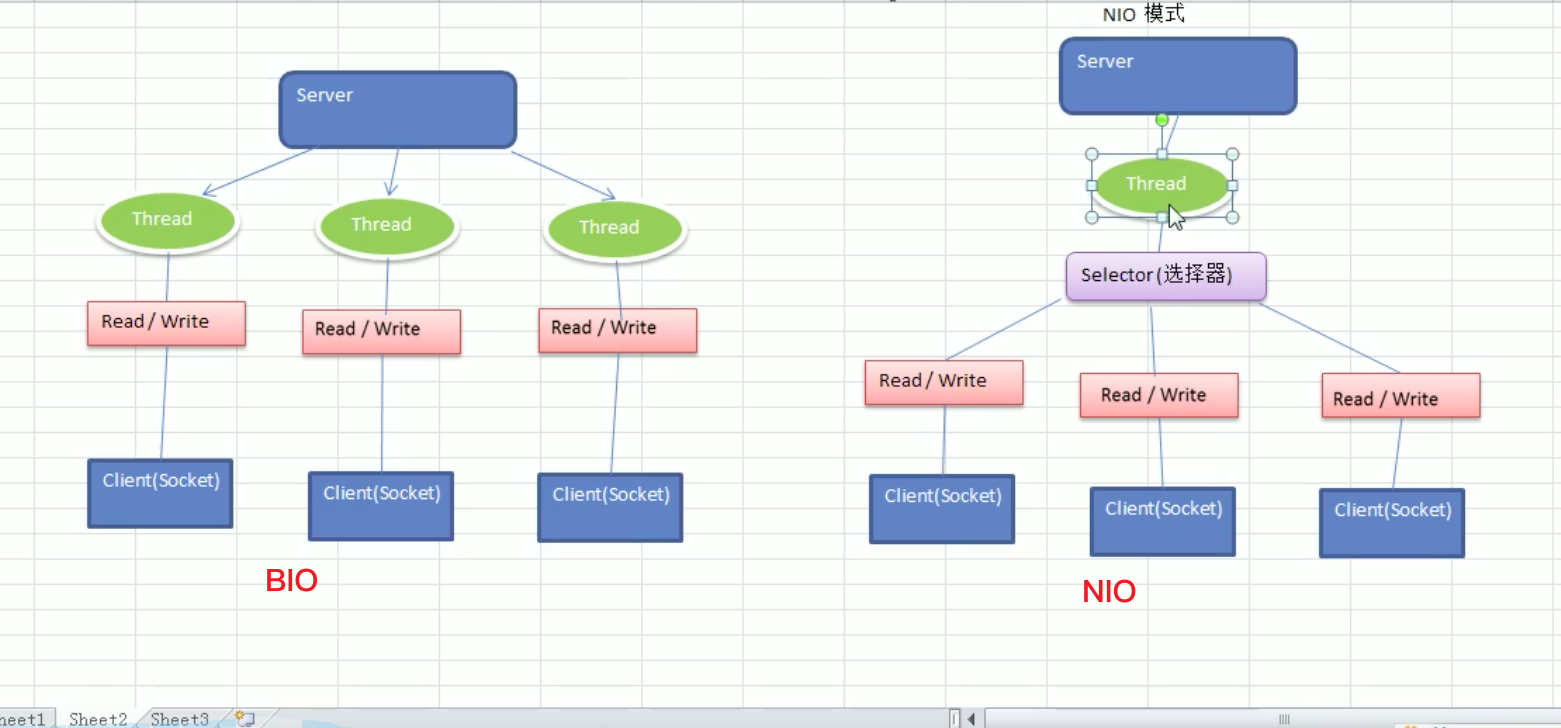 NIO 模式
Server
Thread
Thread
Thread
Read / Write
Read / Write
Read / Write
Client(Socket)
Client(Socket)
Client(Socket)
BIO
Server
Thread
Selector(选择器)
Read / Write
Read / Write
Read / Write
Client(Socket)
Client(Socket)
Client(Socket)
NIO
heet1
Sheet2
Sheet3